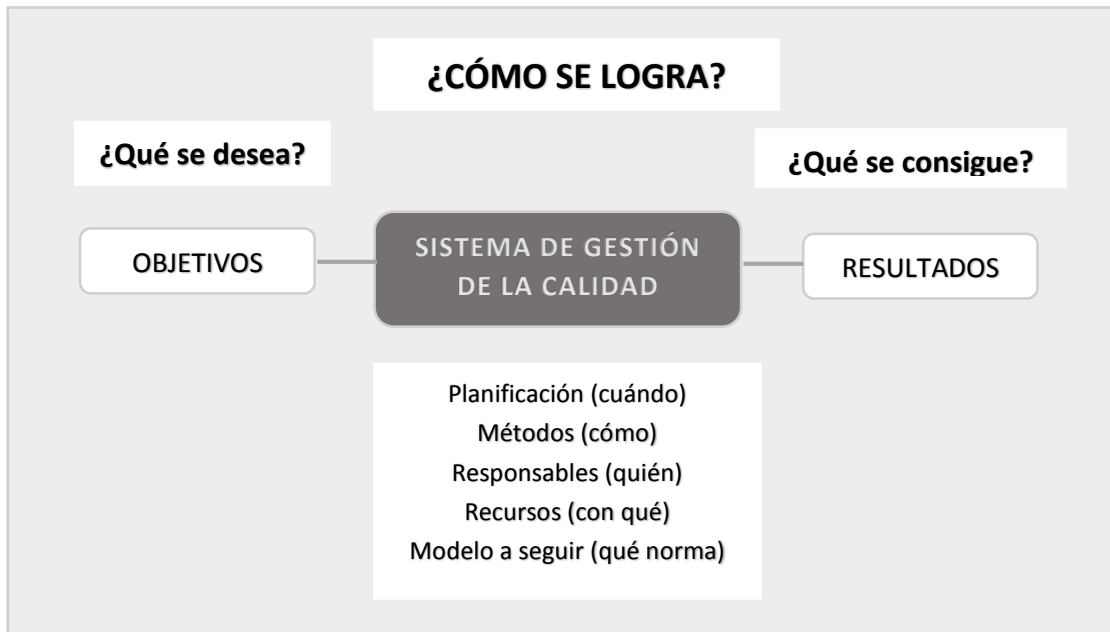 ¿CÓMO SE LOGRA?
¿Qué se desea?
¿Qué se consigue?
OBJETIVOS
SISTEMA DE GESTIÓN
DE LA CALIDAD
RESULTADOS
Planificación (cuándo)
Métodos (cómo)
Responsables (quién)
Recursos (con qué)
Modelo a seguir (qué norma)